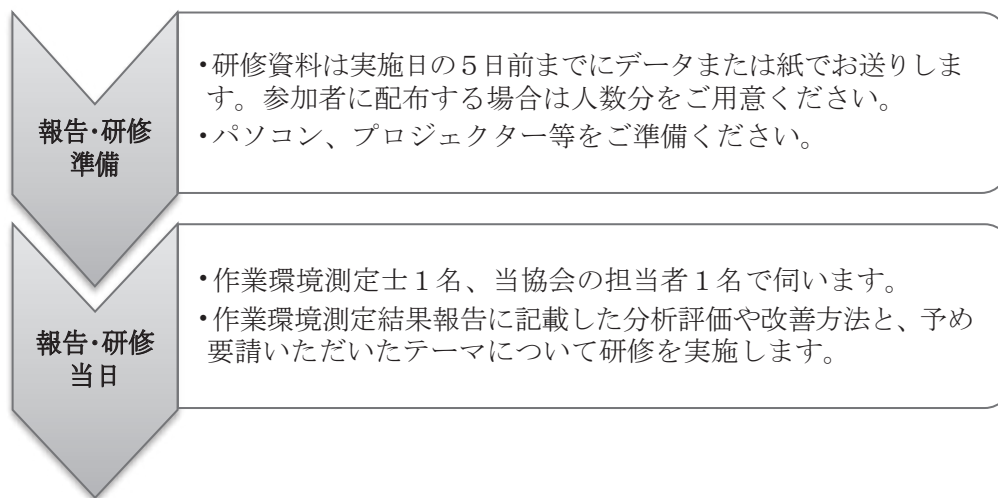 報告･研修
準備
・研修資料は実施日の５日前までにデータまたは紙でお送りしま
す。参加者に配布する場合は人数分をご用意ください。
・パソコン、プロジェクター等をご準備ください。
報告･研修
当日
・作業環境測定士１名、当協会の担当者１名で伺います。
・作業環境測定結果報告に記載した分析評価や改善方法と、予め
要請いただいたテーマについて研修を実施します。